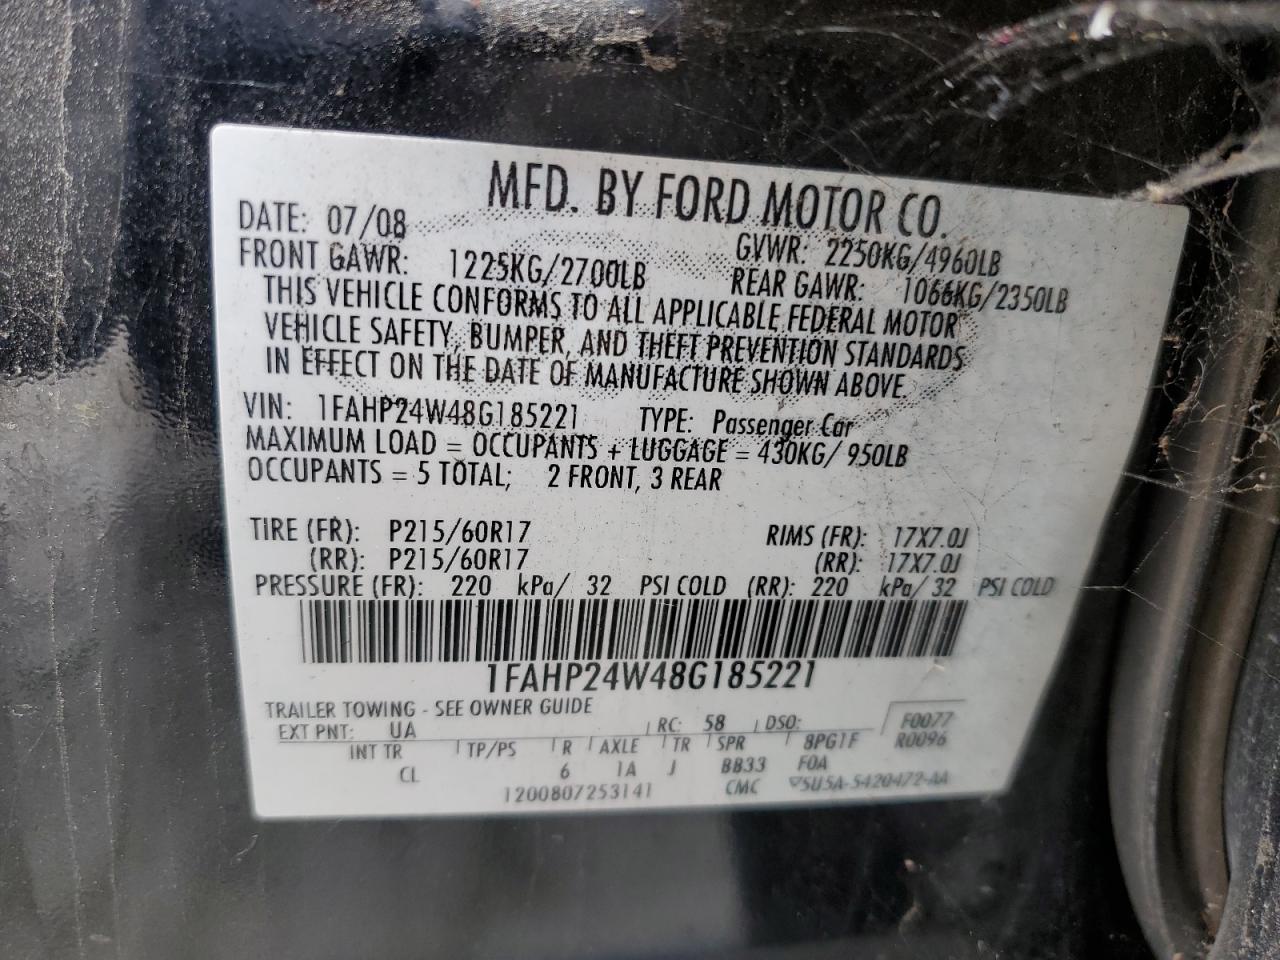 MFD. BY FORD MOTOR CO.
DATE: 07/08 GVWR: 2250KG/4960LB
FRONT GAWR: 1225KG/2700LB REAR GAWR: 1066KG/2350LB
THIS VEHICLE CONFORMS TO ALL APPLICABLE FEDERAL MOTOR
VEHICLE SAFETY, BUMPER, AND THEFT PREVENTION STANDARDS
IN EFFECT ON THE DATE OF MANUFACTURE SHOWN ABOVE.
VIN: 1FAHP24W48G185221 TYPE: Passenger Car
MAXIMUM LOAD = OCCUPANTS + LUGGAGE = 430KG/ 950LB
OCCUPANTS = 5 TOTAL; 2 FRONT, 3 REAR
TIRE (FR): P215/60R17 RIMS (FR): 17X7.0J
(RR): P215/60R17 (RR): 17X7.0J
PRESSURE (FR): 220 kPa/ 32 PSI COLD (RR): 220 kPa/ 32 PSI COLD
1FAHP24W48G185221
TRAILER TOWING - SEE OWNER GUIDE
EXT PNT: UA RC: 58 DSO: F0077
INT TR TP/PS R AXLE TR SPR 8PG1F R0096
CL 6 1A J BB33 FOA
1200807253141 CMC 5U5A-5420472-AA